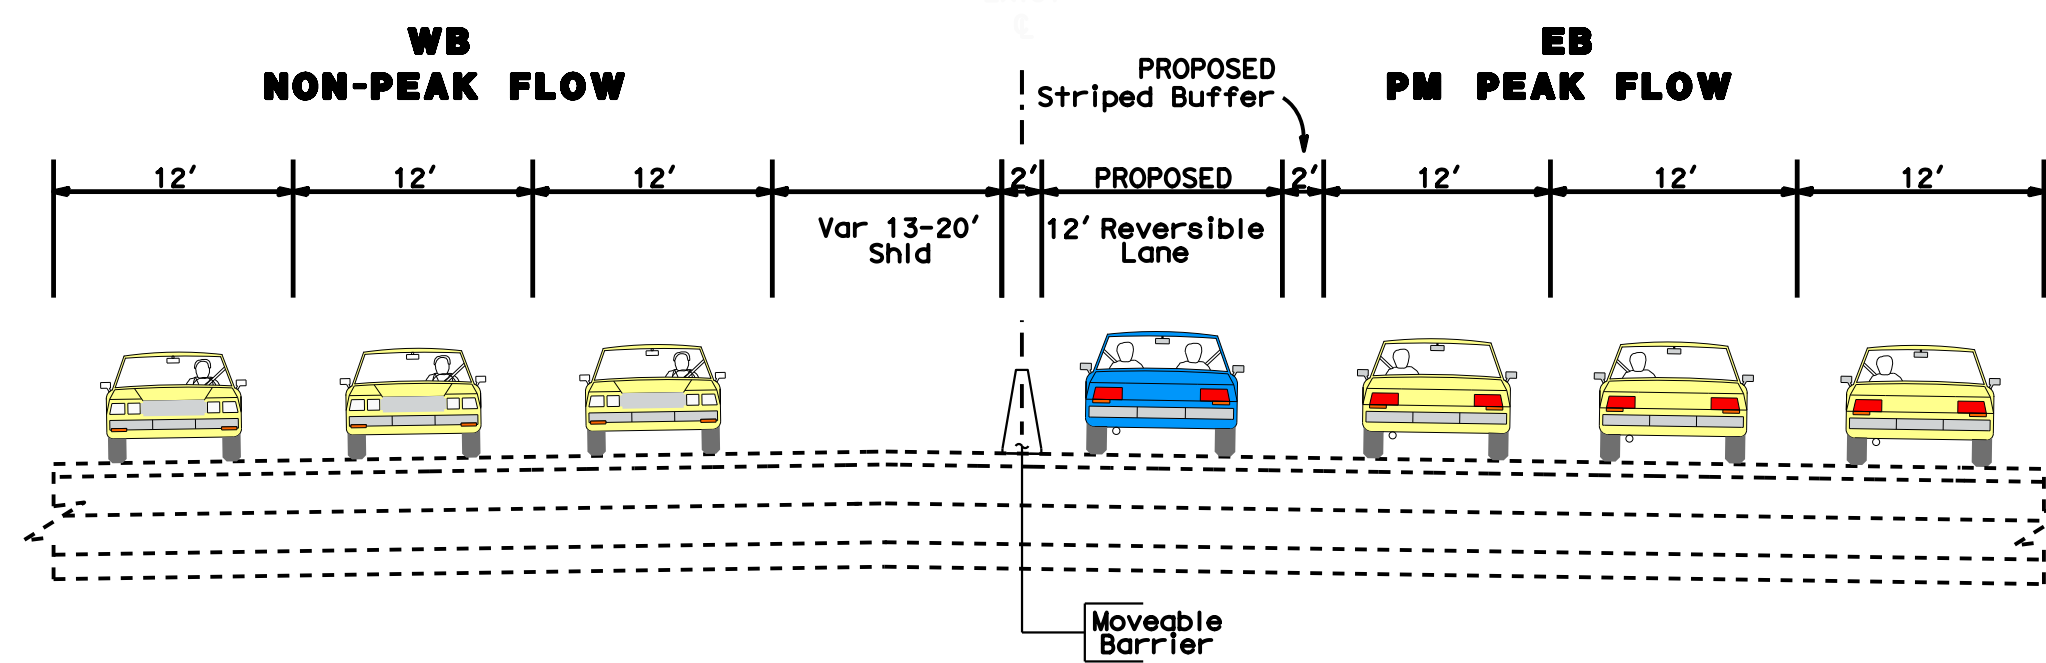 WB
NON-PEAK FLOW
EB
PM PEAK FLOW
PROPOSED
Striped Buffer
12'
12'
12'
2'
PROPOSED
2'
12'
12'
12'
Var 13-20'
Shld
12' Reversible
Lane
Moveable
Barrier